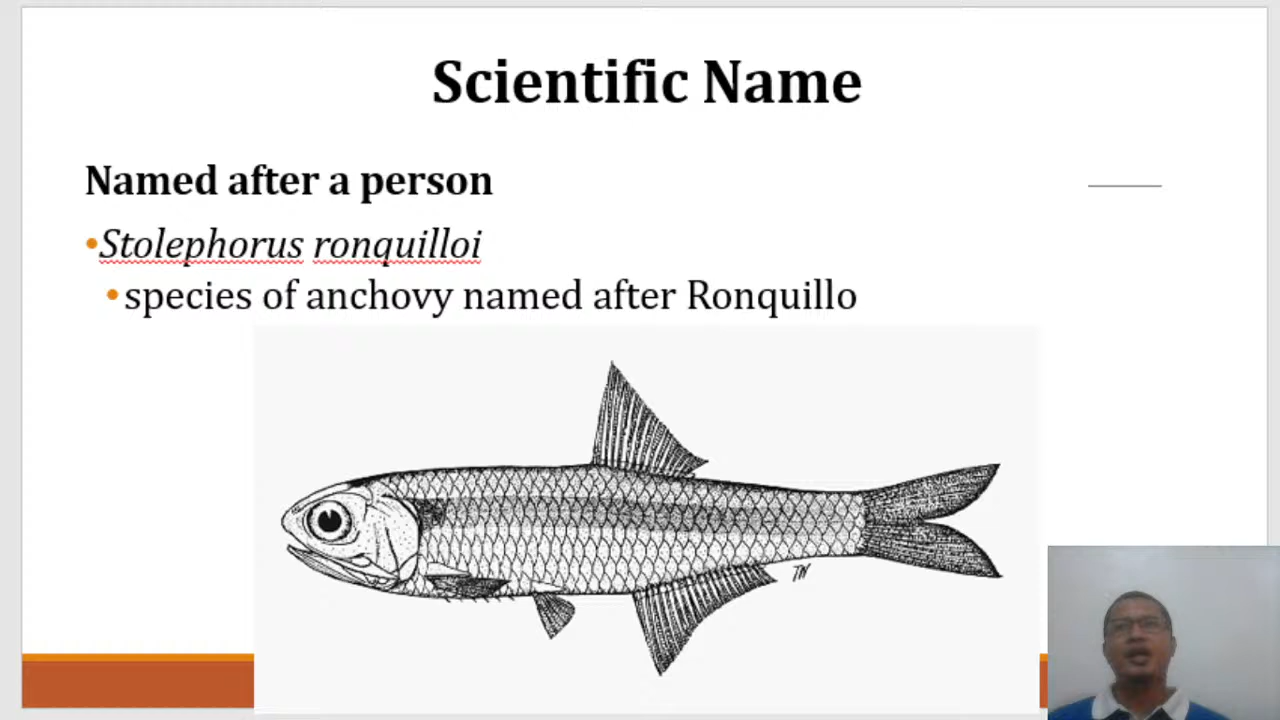 Scientific Name
Named after a person
•Stolephorus ronquilloi
•species of anchovy named after Ronquillo